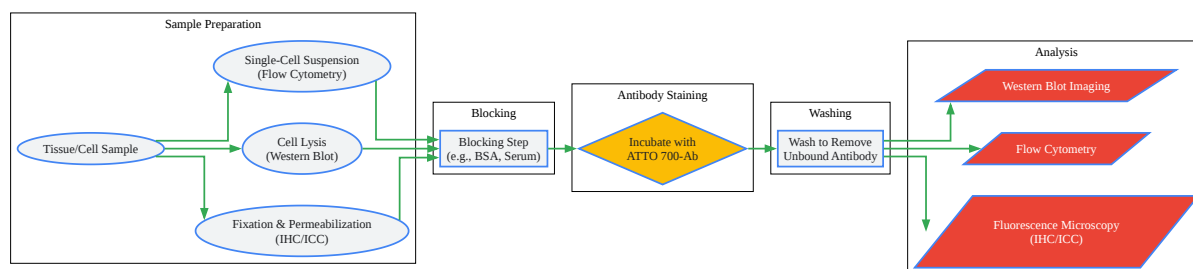 Sample Preparation
Tissue/Cell Sample
Single-Cell Suspension
(Flow Cytometry)
Cell Lysis
(Western Blot)
Fixation & Permeabilization
(IHC/ICC)
Blocking
Blocking Step
(e.g., BSA, Serum)
Antibody Staining
Incubate with
ATTO 700-Ab
Washing
Wash to Remove
Unbound Antibody
Analysis
Western Blot Imaging
Flow Cytometry
Fluorescence Microscopy
(IHC/ICC)